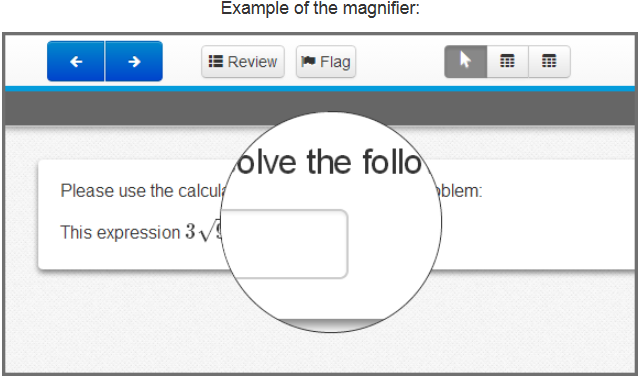 Example of the magnifier:
Review Flag
olve the follo
Please use the calcul blem:
This expression 3√